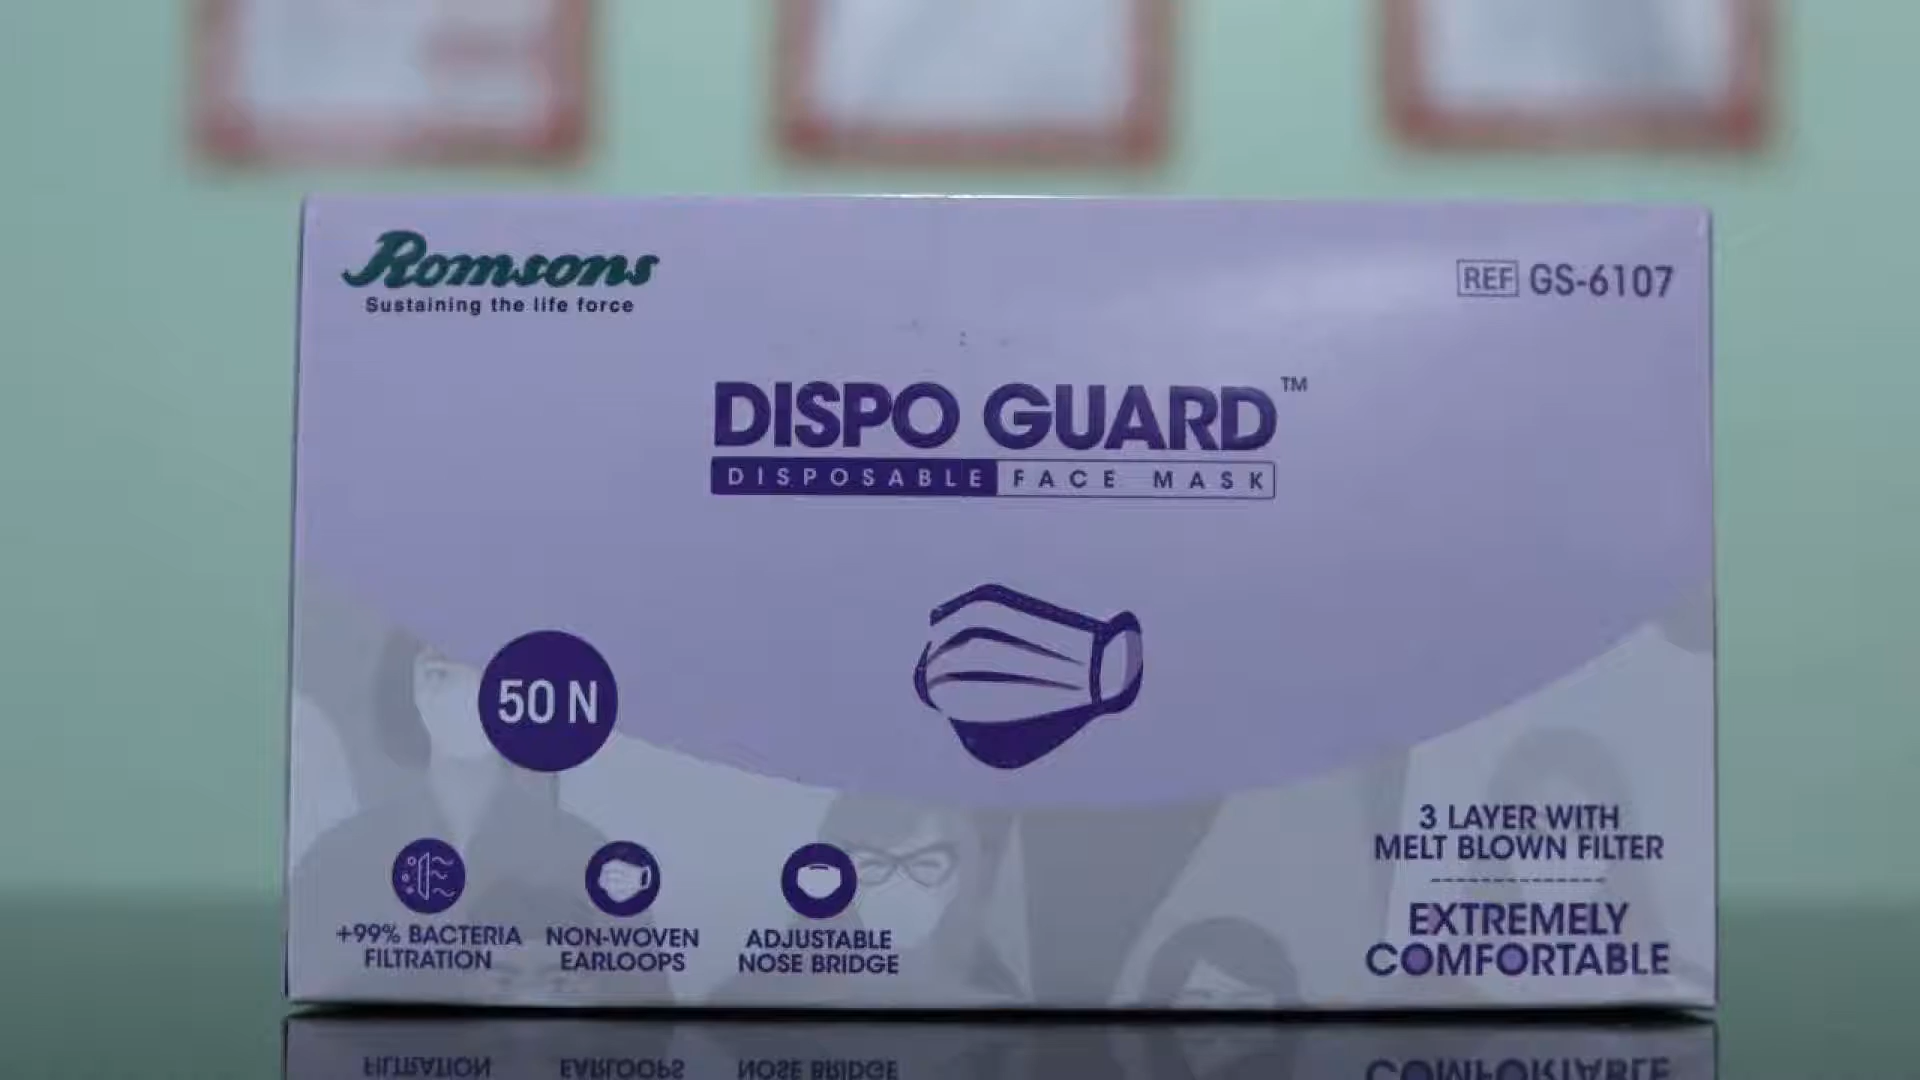 Romsons
Sustaining the life force
REF GS-6107
DISPO GUARD™
DISPOSABLE FACE MASK
50 N
+99% BACTERIA
FILTRATION
NON-WOVEN
EARLOOPS
ADJUSTABLE
NOSE BRIDGE
3 LAYER WITH
MELT BLOWN FILTER
EXTREMELY
COMFORTABLE